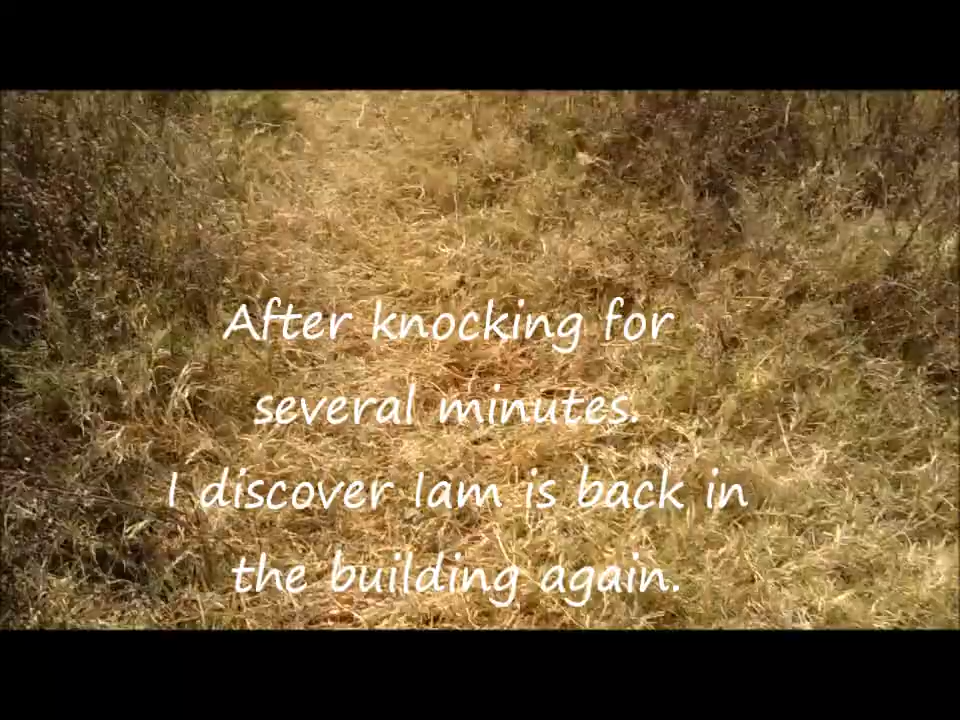 After knocking for
several minutes.
I discover Iam is back in
the building again.